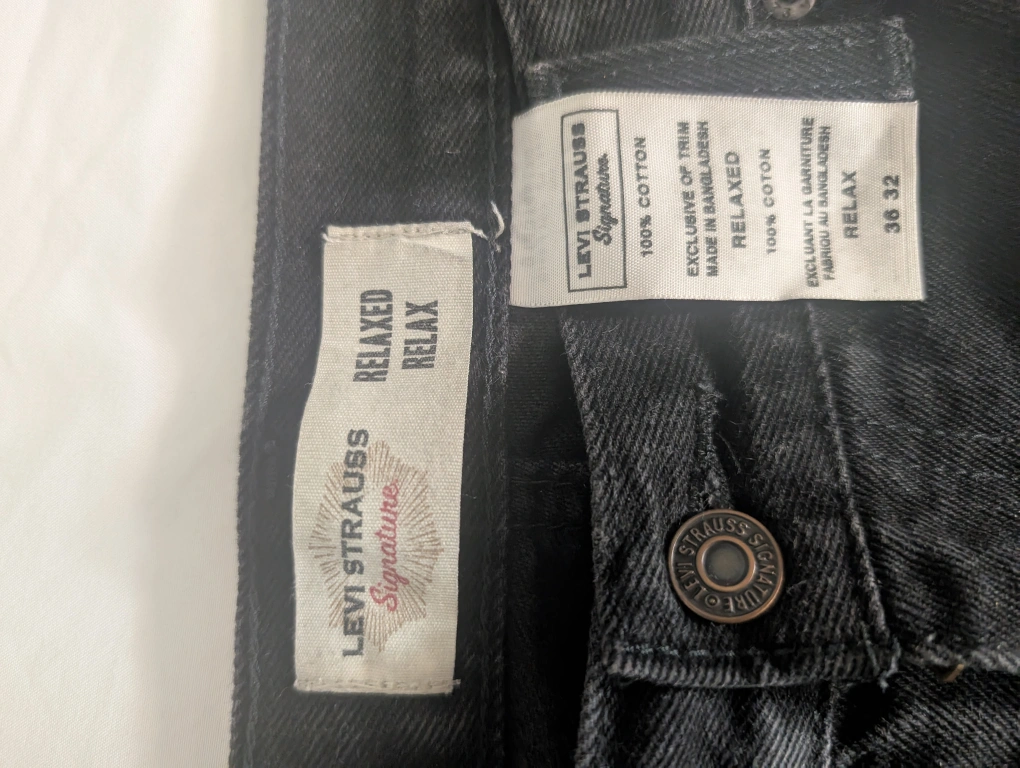 LEVI STRAUSS
Signature.
RELAXED
RELAX
LEVI STRAUSS
Signature.
100% COTTON
EXCLUSIVE OF TRIM
MADE IN BANGLADESH
RELAXED
100% COTON
EXCLUANT LA GARNITURE
FABRIQU AU BANGLADESH
RELAX
36 32
LEVI STRAUSS SIGNATURE